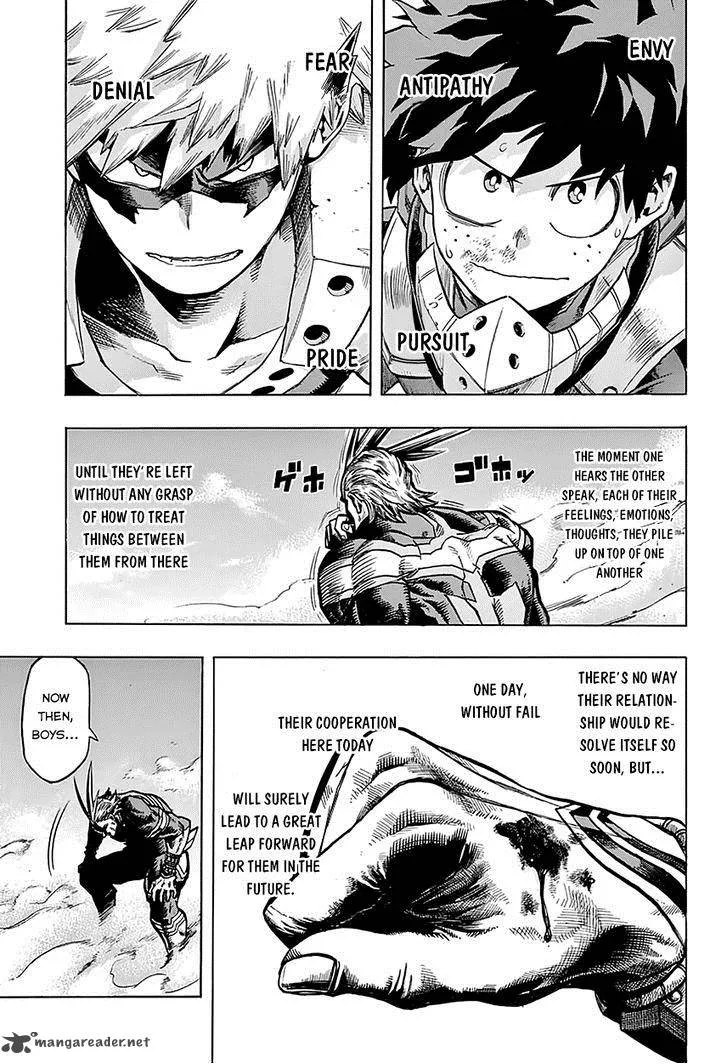 ENVY
ANTIPATHY
PURSUIT
FEAR
DENIAL
PRIDE
THE MOMENT ONE
HEARS THE OTHER
SPEAK, EACH OF THEIR
FEELINGS, EMOTIONS,
THOUGHTS, THEY PILE
UP ON TOP OF ONE
ANOTHER
ゴホッ
ゲホ
UNTIL THEY'RE LEFT
WITHOUT ANY GRASP
OF HOW TO TREAT
THINGS BETWEEN
THEM FROM THERE
THERE'S NO WAY
THEIR RELATION-
SHIP WOULD RE-
SOLVE ITSELF SO
SOON, BUT...
ONE DAY,
WITHOUT FAIL
THEIR COOPERATION
HERE TODAY
WILL SURELY
LEAD TO A GREAT
LEAP FORWARD
FOR THEM IN THE
FUTURE.
NOW
THEN,
BOYS...
mangareader.net